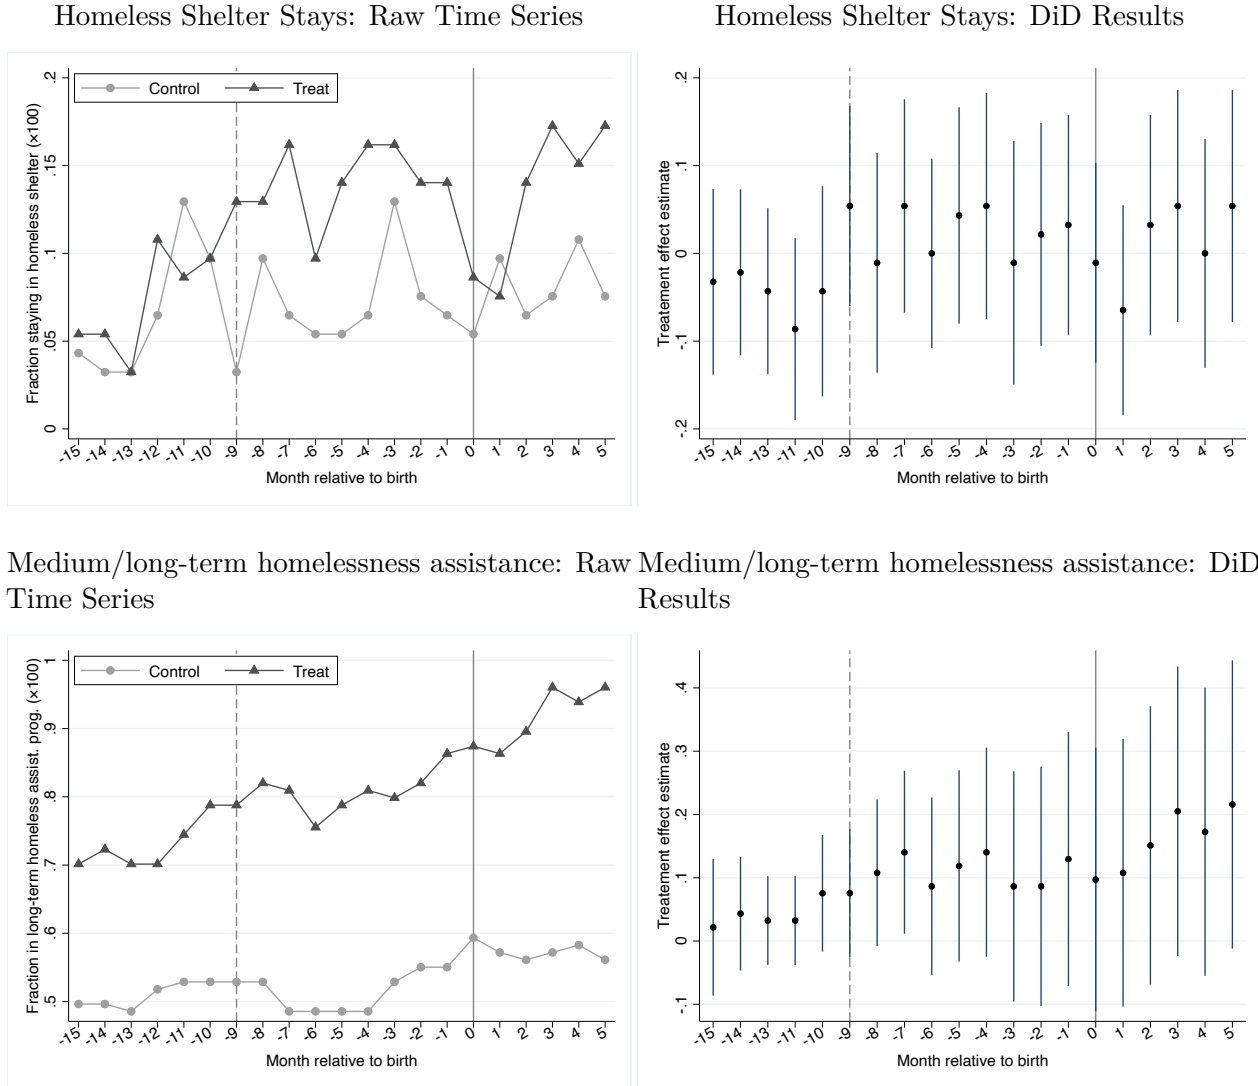 Homeless Shelter Stays: Raw Time Series
Fraction staying in homeless shelter (×100)
.2
.15
.1
.05
0
Control
Treat
-15 -14 -13 -12 -11 -10 -9 -8 -7 -6 -5 -4 -3 -2 -1 0 1 2 3 4 5
Month relative to birth
Homeless Shelter Stays: DiD Results
Treatement effect estimate
.2
.1
0
-.1
-.2
-15 -14 -13 -11 -10 -9 -8 -7 -6 -5 -4 -3 -2 -1 0 1 2 3 4 5
Month relative to birth
Medium/long-term homelessness assistance: Raw
Time Series
Fraction in long-term homeless assist. prog. (×100)
1
.9
.8
.7
.6
.5
Control
Treat
-15 -14 -13 -12 -11 -10 -9 -8 -7 -6 -5 -4 -3 -2 -1 0 1 2 3 4 5
Month relative to birth
Medium/long-term homelessness assistance: DiD
Results
Treatement effect estimate
.4
.3
.2
.1
0
-.1
-15 -14 -13 -11 -10 -9 -8 -7 -6 -5 -4 -3 -2 -1 0 1 2 3 4 5
Month relative to birth